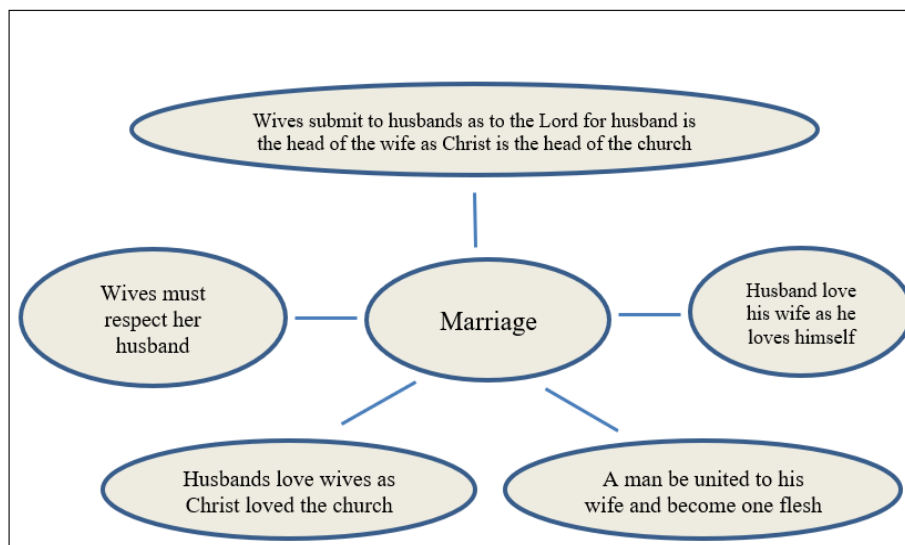 Wives submit to husbands as to the Lord for husband is
the head of the wife as Christ is the head of the church
Wives must
respect her
husband
Marriage
Husband love
his wife as he
loves himself
Husbands love wives as
Christ loved the church
A man be united to his
wife and become one flesh